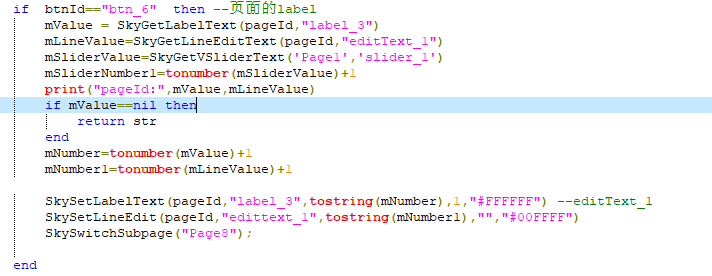 if btnId=="btn_6" then --页面的label
mValue = SkyGetLabelText(pageId,"label_3")
mLineValue=SkyGetLineEditText(pageId,"editText_1")
mSliderValue=SkyGetVSliderText('Page1','slider_1')
mSliderNumber1=tonumber(mSliderValue)+1
print("pageId:",mValue,mLineValue)
if mValue==nil then
return str
end
mNumber=tonumber(mValue)+1
mNumber1=tonumber(mLineValue)+1
SkySetLabelText(pageId,"label_3",tostring(mNumber),1,"#FFFFFF") --editText_1
SkySetLineEdit(pageId,"edittext_1",tostring(mNumber1),"","#00FFFF")
SkySwitchSubpage("Page8");
end